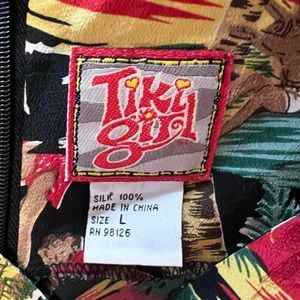 Tiki
girl
SILK 100%
MADE IN CHINA
SIZE L
RN 98126